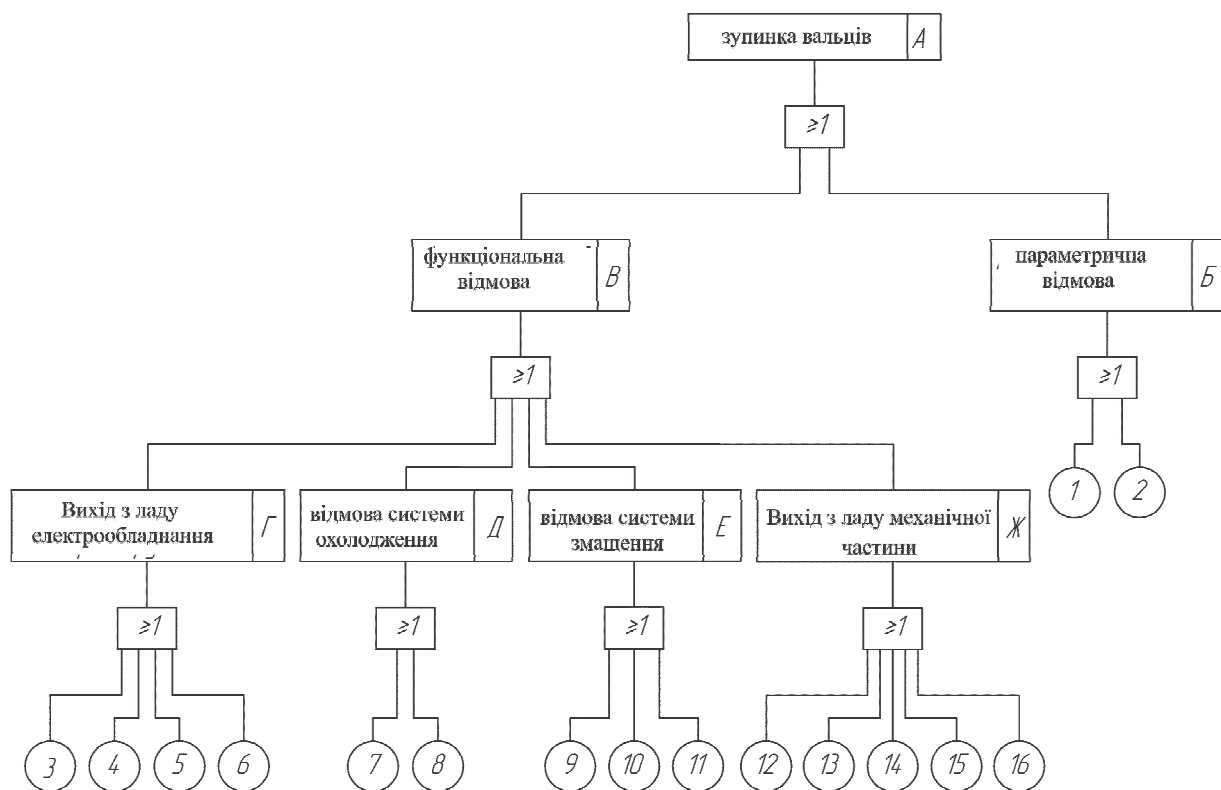 зупинка вальців А
≥1
функціональна
відмова
В
параметрична
відмова
Б
≥1
≥1
1
2
Вихід з ладу
електрообладнання
Г
відмова системи
охолодження
Д
відмова системи
змащення
Е
Вихід з ладу механічної
частини
Ж
≥1
≥1
≥1
≥1
3
4
5
6
7
8
9
10
11
12
13
14
15
16